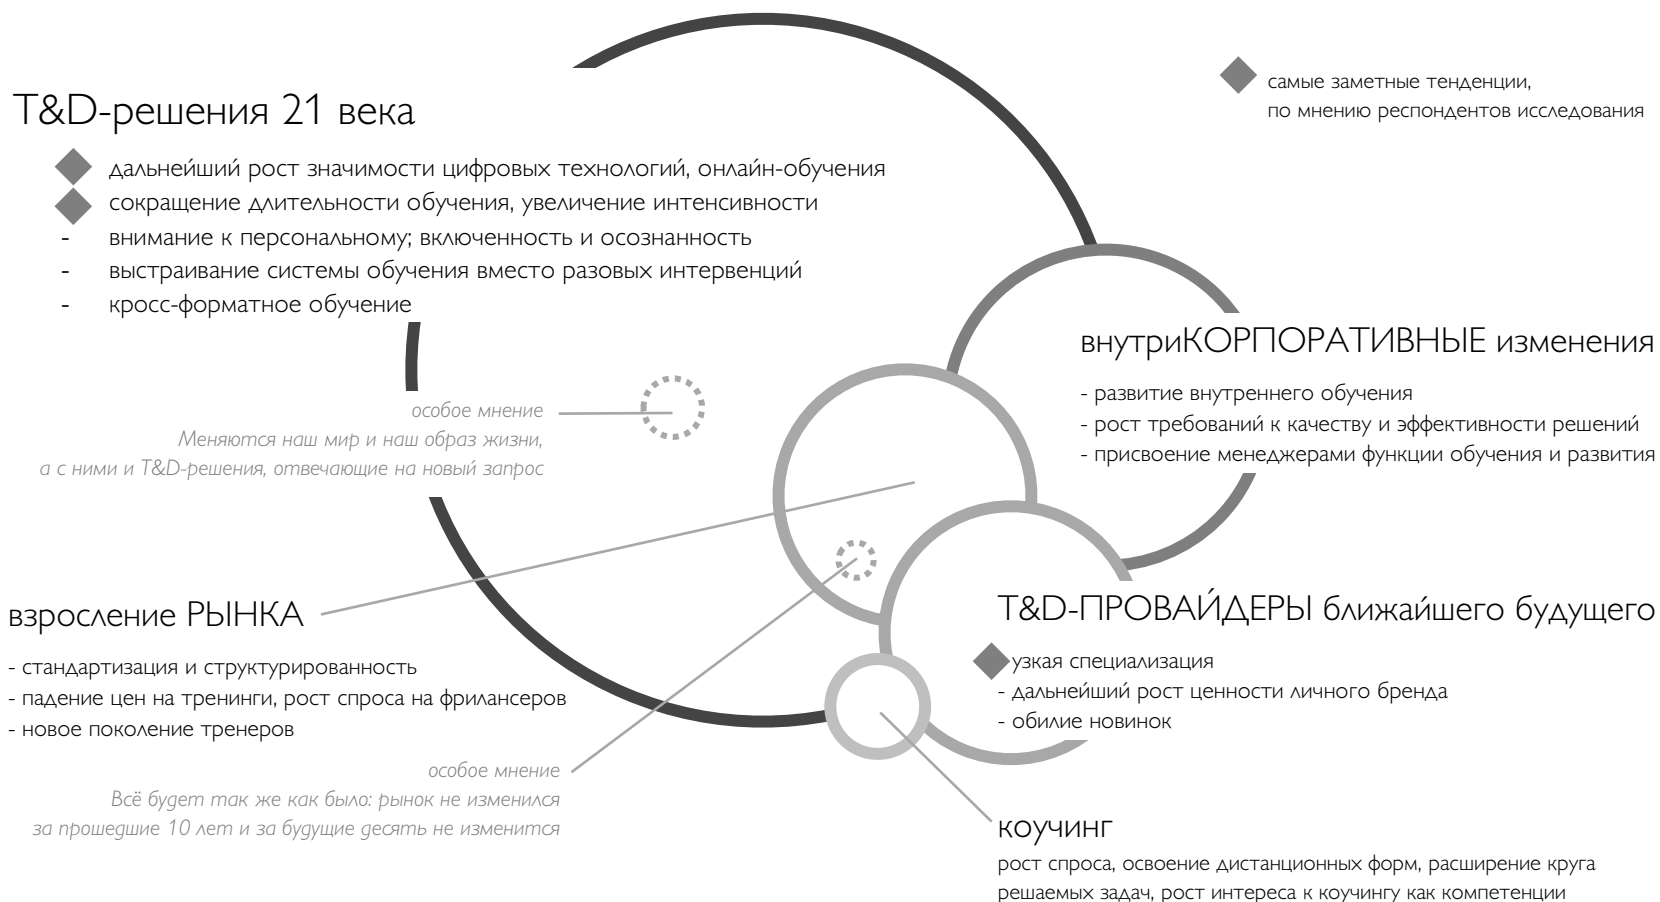 самые заметные тенденции,
по мнению респондентов исследования
T&D-решения 21 века
дальнейший рост значимости цифровых технологий, онлайн-обучения
сокращение длительности обучения, увеличение интенсивности
- внимание к персональному; включенность и осознанность
- выстраивание системы обучения вместо разовых интервенций
- кросс-форматное обучение
внутриКОРПОРАТИВНЫЕ изменения
- развитие внутреннего обучения
- рост требований к качеству и эффективности решений
- присвоение менеджерами функции обучения и развития
особое мнение
Меняются наш мир и наш образ жизни,
а с ними и T&D-решения, отвечающие на новый запрос
взросление РЫНКА
- стандартизация и структурированность
- падение цен на тренинги, рост спроса на фрилансеров
- новое поколение тренеров
T&D-ПРОВАЙДЕРЫ ближайшего будущего
узкая специализация
- дальнейший рост ценности личного бренда
- обилие новинок
особое мнение
Всё будет так же как было: рынок не изменился
за прошедшие 10 лет и за будущие десять не изменится
коучинг
рост спроса, освоение дистанционных форм, расширение круга
решаемых задач, рост интереса к коучингу как компетенции